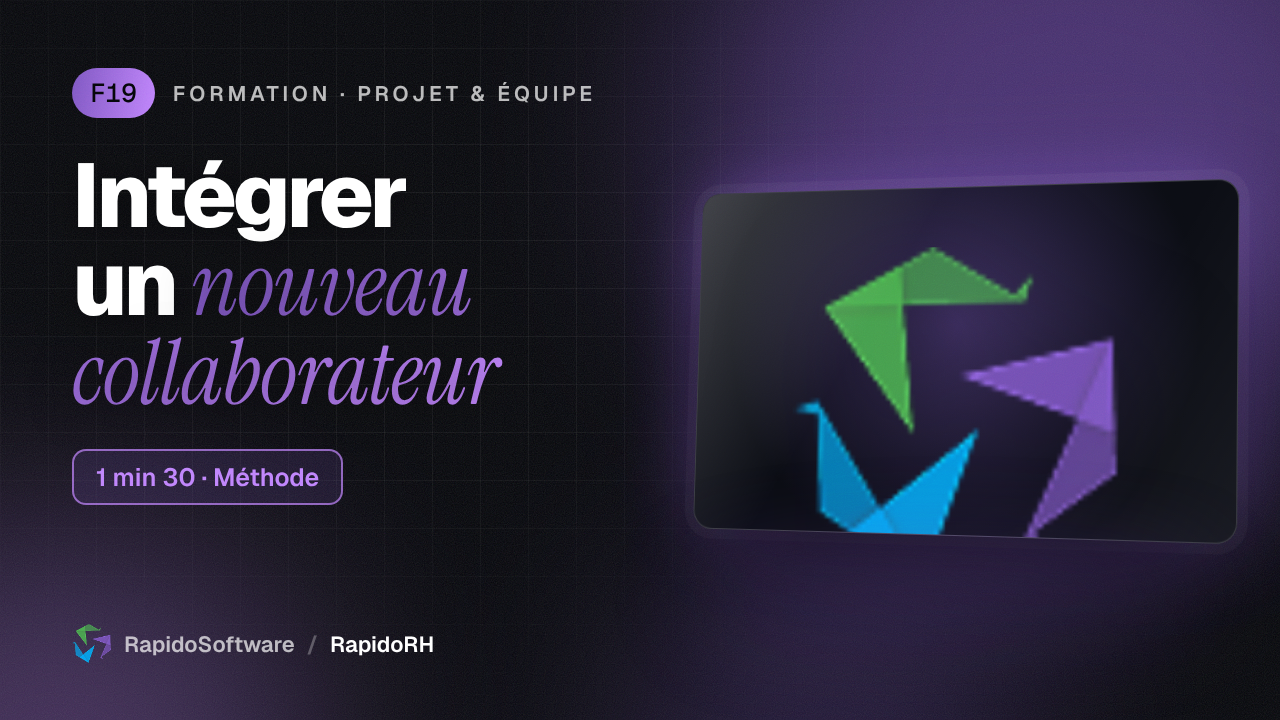 F19 FORMATION · PROJET & ÉQUIPE
Intégrer
un nouveau
collaborateur
1 min 30 · Méthode
RapidoSoftware / RapidoRH